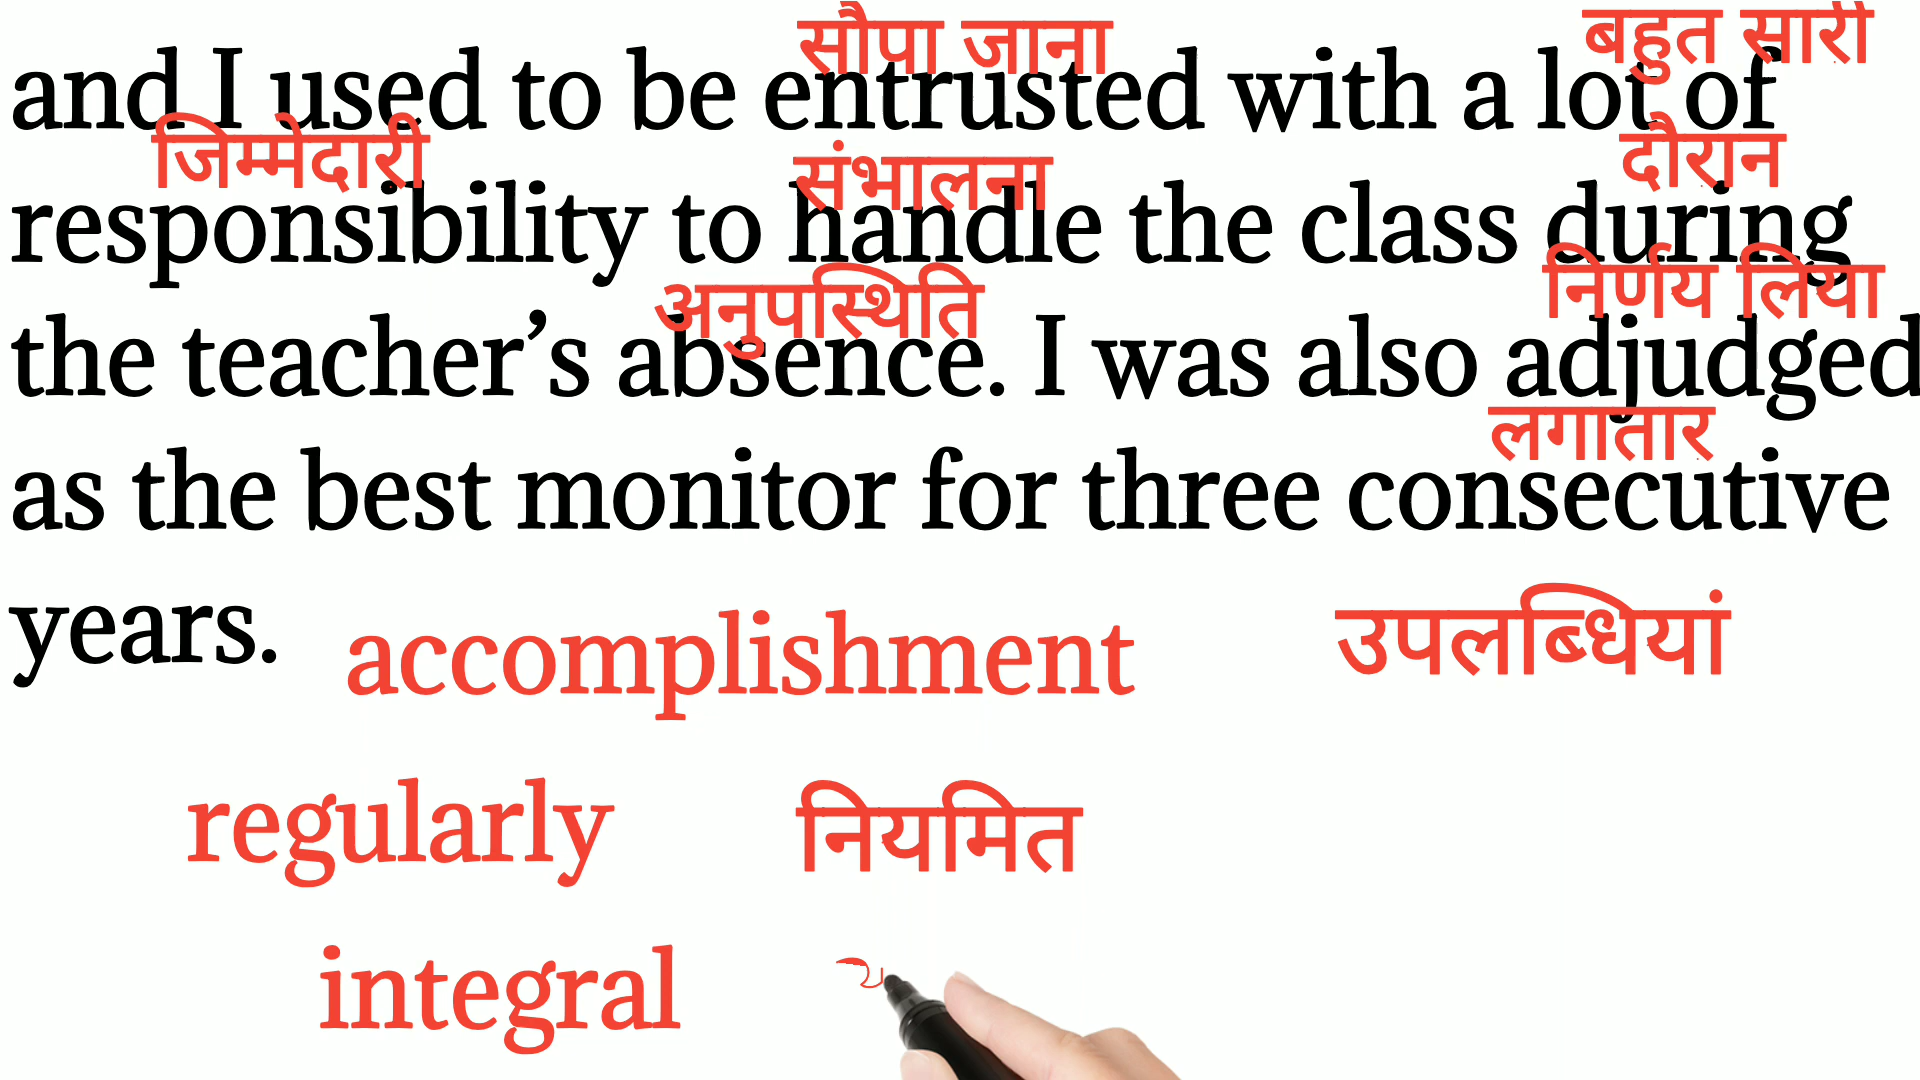 सौपा जाना बहुत सारी
and I used to be entrusted with a lot of
जिम्मेदारी संभालना दौरान
responsibility to handle the class during
अनुपस्थिति निर्णय लिया
the teacher’s absence. I was also adjudged
लगातार
as the best monitor for three consecutive
years.
accomplishment उपलब्धियां
regularly नियमित
integral